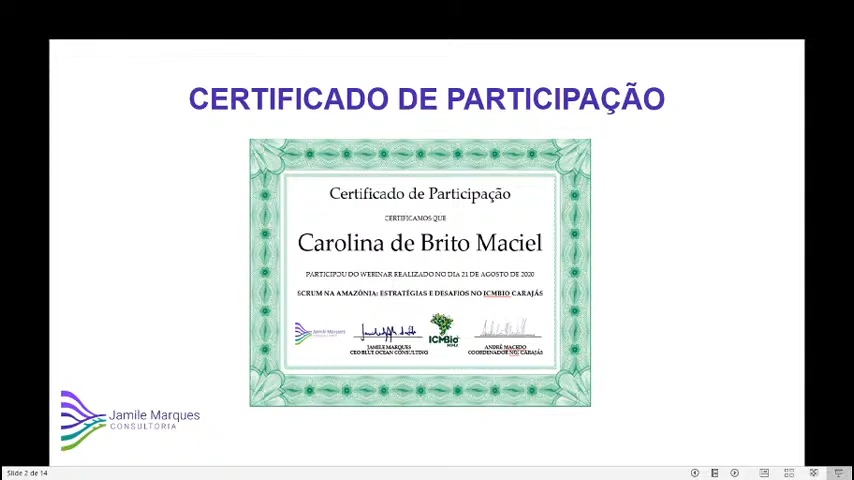 CERTIFICADO DE PARTICIPAÇÃO
Certificado de Participação
CERTIFICAMOS QUE
Carolina de Brito Maciel
PARTICIPOU DO WEBINAR REALIZADO NO DIA 21 DE AGOSTO DE 2020
SCRUM NA AMAZÔNIA: ESTRATÉGIAS E DESAFIOS NO ICMBIO CARAJÁS
Jamile Marques
ICMBio
JAMILE MARQUES
CEO BLUE OCEAN CONSULTING
ANDRÉ MACEDO
COORDENADOR NGI CARAJÁS
Jamile Marques
CONSULTORIA
Slide 2 de 14